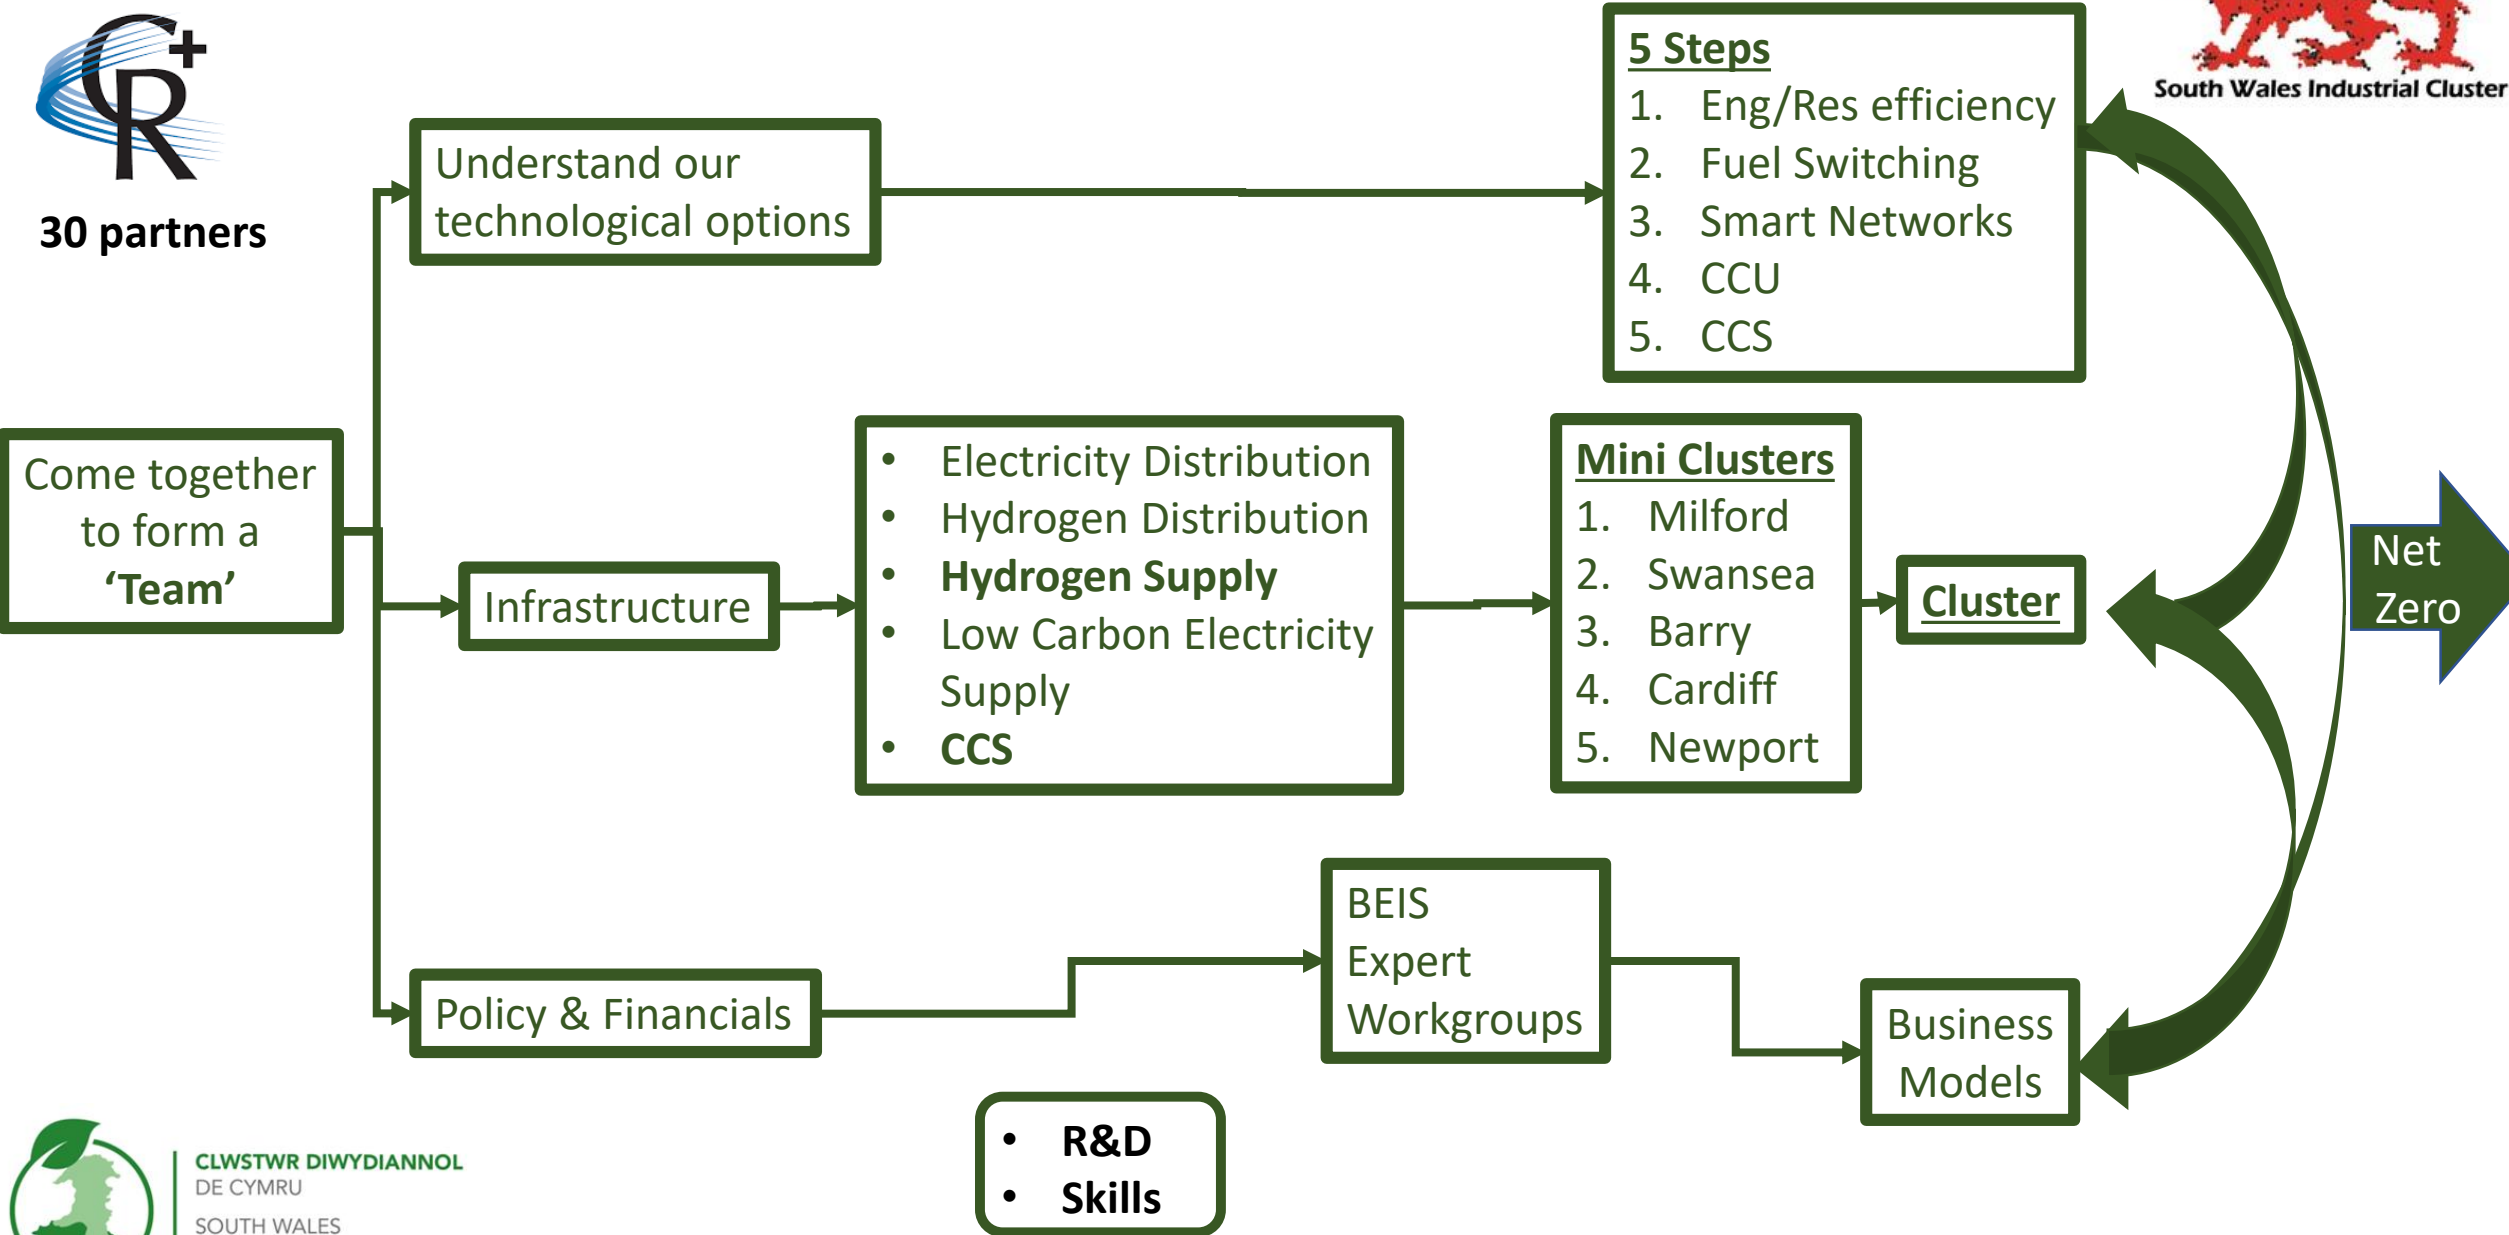 CR+
30 partners
South Wales Industrial Cluster
Come together
to form a
‘Team’
Understand our
technological options
5 Steps
1. Eng/Res efficiency
2. Fuel Switching
3. Smart Networks
4. CCU
5. CCS
Infrastructure
• Electricity Distribution
• Hydrogen Distribution
• Hydrogen Supply
• Low Carbon Electricity
Supply
• CCS
Mini Clusters
1. Milford
2. Swansea
3. Barry
4. Cardiff
5. Newport
Cluster
Net
Zero
Policy & Financials
BEIS
Expert
Workgroups
Business
Models
• R&D
• Skills
CLWSTWR DIWYDIANNOL
DE CYMRU
SOUTH WALES